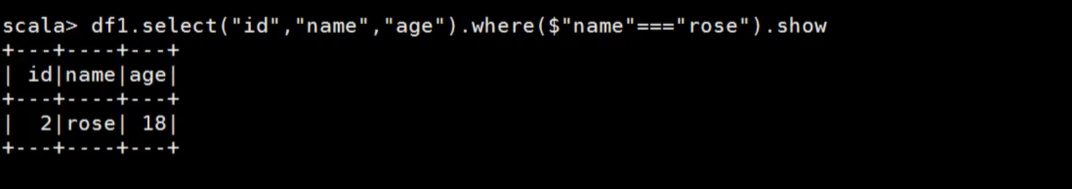 scala> df1.select("id","name","age").where($"name"==="rose").show
+---+----+---+
| id|name|age|
+---+----+---+
|  2|rose| 18|
+---+----+---+